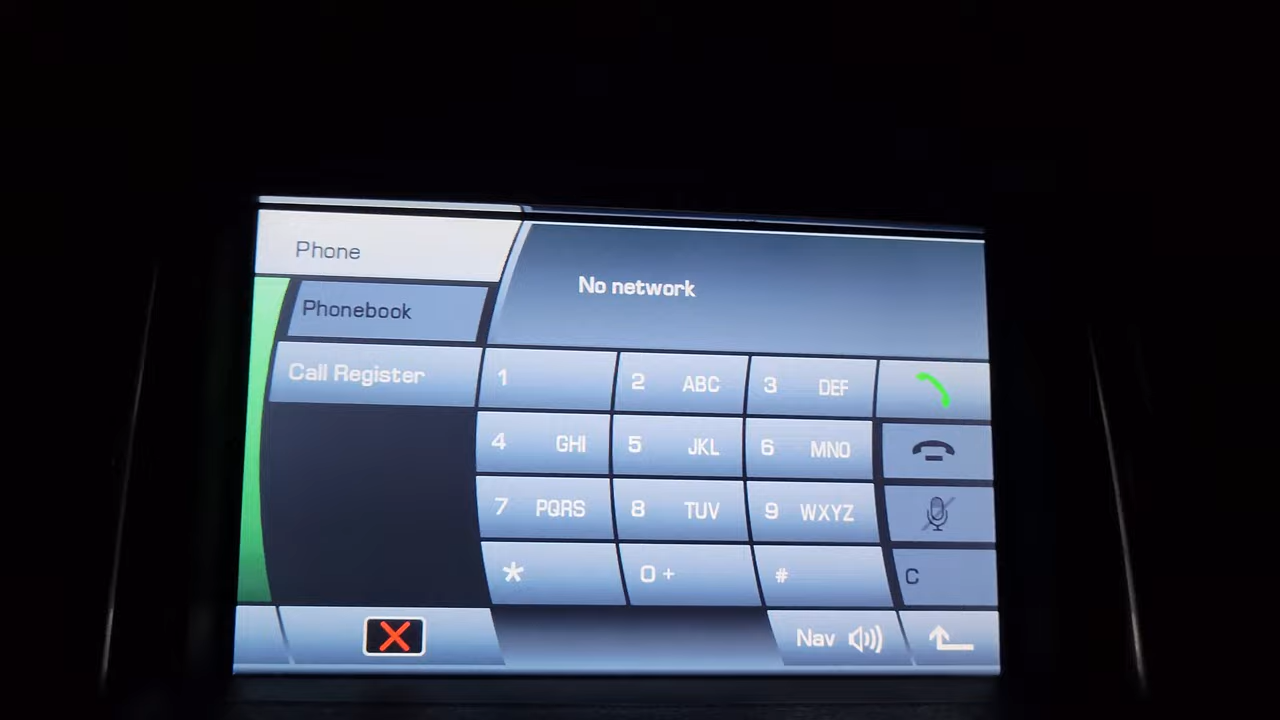 Phone
No network
Phonebook
Call Register
1
2 ABC
3 DEF
4 GHI
5 JKL
6 MNO
7 PQRS
8 TUV
9 WXYZ
*
0 +
#
C
Nav